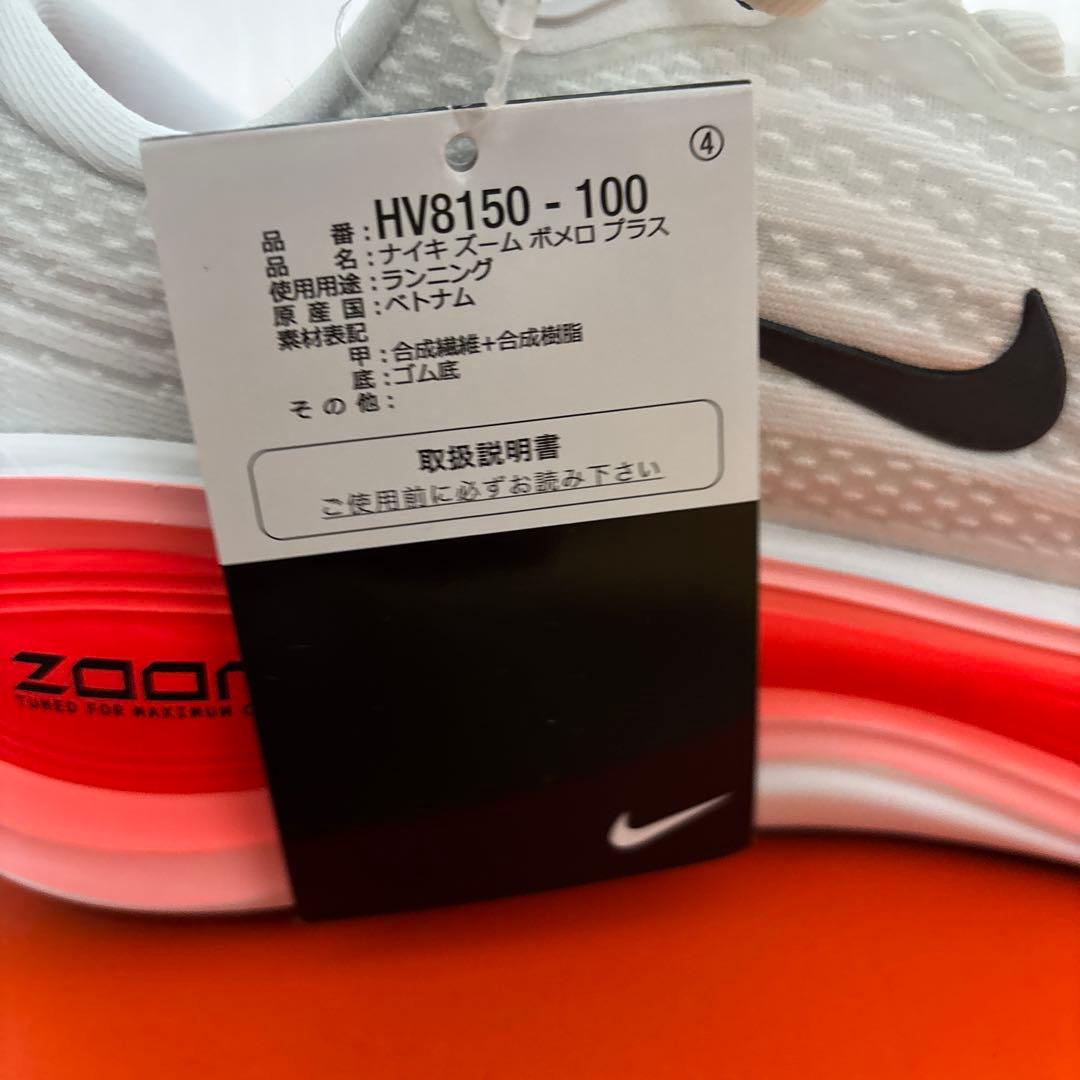 ④
品番:HV8150-100
品名:ナイキ ズーム ボメロ プラス
使用用途:ランニング
原産国:ベトナム
素材表記
甲:合成繊維+合成樹脂
底:ゴム底
その他:
取扱説明書
ご使用前に必ずお読み下さい
ZOOM
TUNED FOR MAXIMUM